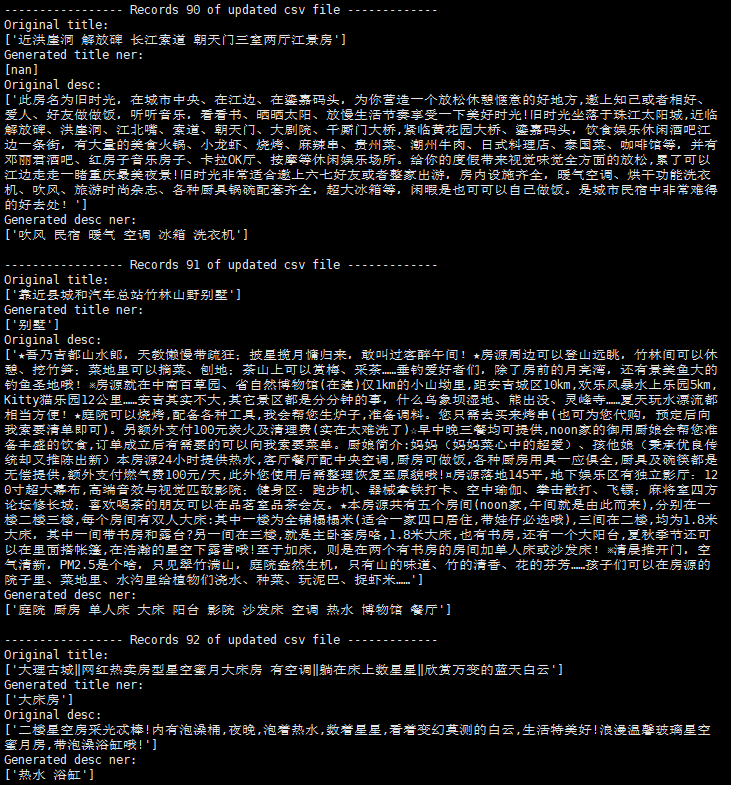 ----------------- Records 90 of updated csv file -------------
Original title:
['近洪崖洞 解放碑 长江索道 朝天门三室两厅江景房']
Generated title ner:
[nan]
Original desc:
['此房名为旧时光，在城市中央、在江边、在鎏嘉码头，为你营造一个放松休憩惬意的好地方,邀上知己或者相好、
爱人、好友做做饭，听听音乐，看看书、晒晒太阳、放慢生活节奏享受一下美好时光!旧时光坐落于珠江太阳城,近临
解放碑、洪崖洞、江北嘴、索道、朝天门、大剧院、千厮门大桥,紧临黄花园大桥、鎏嘉码头，饮食娱乐休闲酒吧江
边一条街，有大量的美食火锅、小龙虾、烧烤、麻辣串、贵州菜、潮州牛肉、日式料理店、泰国菜、咖啡馆等，并有
邓丽君酒吧、红房子音乐房子、卡拉OK厅、按摩等休闲娱乐场所。给你的度假带来视觉味觉全方面的放松,累了可以
江边走走一睹重庆最美夜景!旧时光非常适合邀上六七好友或者整家出游，房内设施齐全，暖气空调、烘干功能洗衣
机、吹风、旅游时尚杂志、各种厨具锅碗配套齐全，超大冰箱等，闲暇是也可可以自己做饭。是城市民宿中非常难得
的好去处！']
Generated desc ner:
['吹风 民宿 暖气 空调 冰箱 洗衣机']
----------------- Records 91 of updated csv file -------------
Original title:
['靠近县城和汽车总站竹林山野别墅']
Generated title ner:
['别墅']
Original desc:
['★吾乃吉都山水郎，天教懒慢带疏狂；披星揽月慵归来，敢叫过客醉午间！★房源周边可以登山远眺，竹林间可以休
憩、挖竹笋；菜地里可以摘菜、刨地；茶山上可以赏梅、采茶……垂钓爱好者们，除了房前的月亮湾，还有景美鱼大的
钓鱼圣地哦！※房源就在中南百草园、省自然博物馆(在建)仅1km的小山坳里,距安吉城区10km,欢乐风暴水上乐园5km,
Kitty猫乐园12公里……安吉其实不大,其它景区都是分分钟的事，什么鸟象坝湿地、熊出没、灵峰寺……夏天玩水漂流都
相当方便！★庭院可以烧烤,配备各种工具,我会帮您生炉子,准备调料。您只需去买来烤串(也可为您代购，预定后向
我索要清单即可)。另额外支付100元炭火及清理费(实在太难洗了)☆早中晚三餐均可提供,noon家的御用厨娘会帮您准
备丰盛的饮食,订单成立后有需要的可以向我索要菜单。厨娘简介:妈妈（妈妈菜心中的超爱）、孩他娘（秉承优良传
统却又推陈出新）本房源24小时提供热水,客厅餐厅配中央空调,厨房可做饭,各种厨房用具一应俱全,厨具及碗筷都是
无偿提供,额外支付燃气费100元/天,此外您使用后需整理恢复至原貌哦!¤房源落地145平,地下娱乐区有独立影厅：12
0寸超大幕布,高端音效与视觉匹敌影院；健身区：跑步机、器械拿铁打卡、空中瑜伽、拳击散打、飞镖；麻将室四方
论坛修长城；喜欢喝茶的朋友可以在品茗室品茶会友。★本房源共有五个房间(noon家,午间就是由此而来),分别在一
楼二楼三楼,每个房间有双人大床:其中一楼为全铺榻榻米(适合一家四口居住,带娃仔必选哦),三间在二楼,均为1.8米
大床，其中一间带书房和露台?另一间在三楼,就是主卧套房咯,1.8米大床,也有书房,还有一个大阳台,夏秋季节还可
以在里面搭帐篷,在浩瀚的星空下露营哦!至于加床，则是在两个有书房的房间加单人床或沙发床！※清晨推开门，空
气清新，PM2.5是个啥，只见翠竹满山，庭院盎然生机，只有山的味道、竹的清香、花的芬芳……孩子们可以在房源的
院子里、菜地里、水沟里给植物们浇水、种菜、玩泥巴、捉虾米……']
Generated desc ner:
['庭院 厨房 单人床 大床 阳台 影院 沙发床 空调 热水 博物馆 餐厅']
----------------- Records 92 of updated csv file -------------
Original title:
['大理古城‖网红热卖房型星空蜜月大床房 有空调‖躺在床上数星星‖欣赏万变的蓝天白云']
Generated title ner:
['大床房']
Original desc:
['二楼星空房采光忒棒!内有泡澡桶,夜晚,泡着热水,数着星星,看着变幻莫测的白云,生活特美好!浪漫温馨玻璃星空
蜜月房,带泡澡浴缸哦!']
Generated desc ner:
['热水 浴缸']